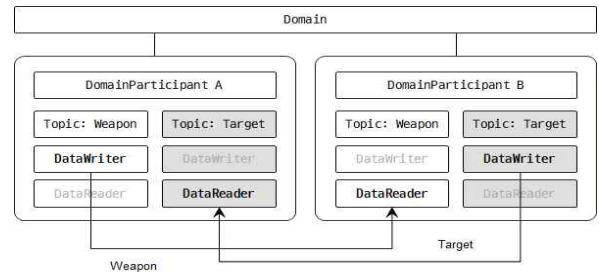 Domain
DomainParticipant A
DomainParticipant B
Topic: Weapon
Topic: Target
Topic: Weapon
Topic: Target
DataWriter
DataWriter
DataWriter
DataWriter
DataReader
DataReader
DataReader
DataReader
Target
Weapon